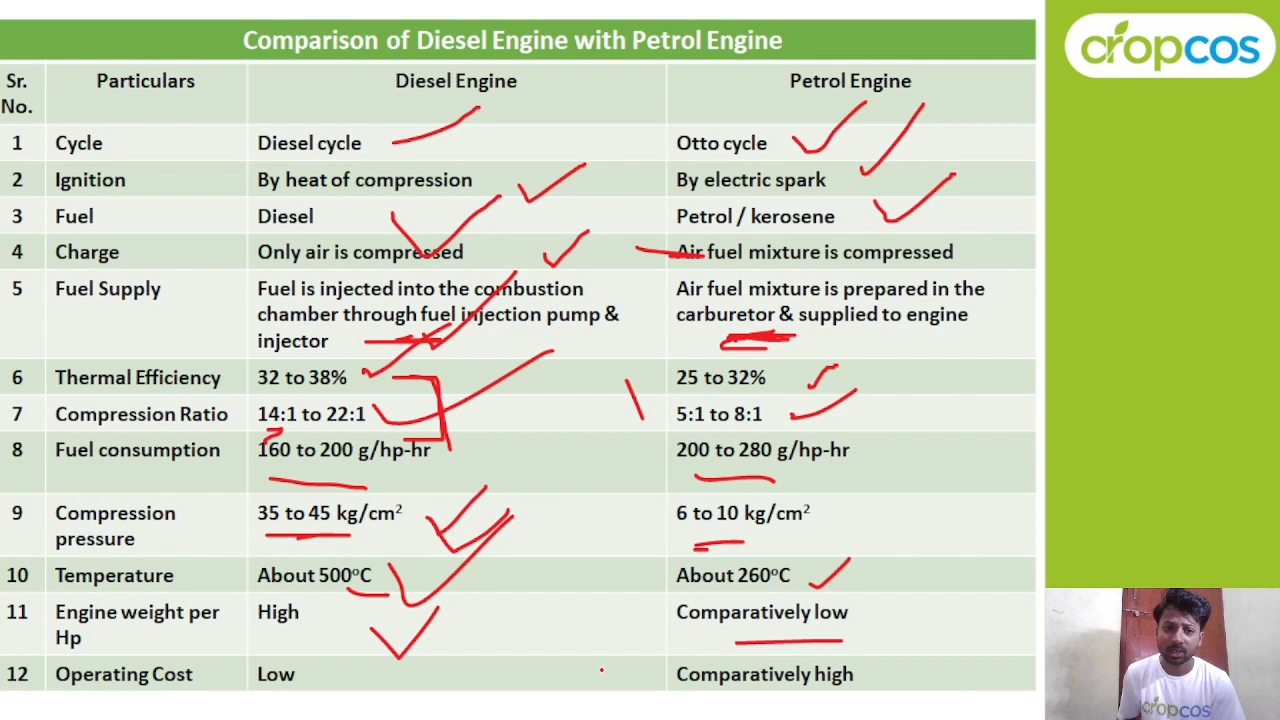 Comparison of Diesel Engine with Petrol Engine
cropcos
Sr. No. Particulars Diesel Engine Petrol Engine
1 Cycle Diesel cycle Otto cycle
2 Ignition By heat of compression By electric spark
3 Fuel Diesel Petrol / kerosene
4 Charge Only air is compressed Air fuel mixture is compressed
5 Fuel Supply Fuel is injected into the combustion chamber through fuel injection pump & injector Air fuel mixture is prepared in the carburetor & supplied to engine
6 Thermal Efficiency 32 to 38% 25 to 32%
7 Compression Ratio 14:1 to 22:1 5:1 to 8:1
8 Fuel consumption 160 to 200 g/hp-hr 200 to 280 g/hp-hr
9 Compression pressure 35 to 45 kg/cm² 6 to 10 kg/cm²
10 Temperature About 500°C About 260°C
11 Engine weight per Hp High Comparatively low
12 Operating Cost Low Comparatively high
cropcos